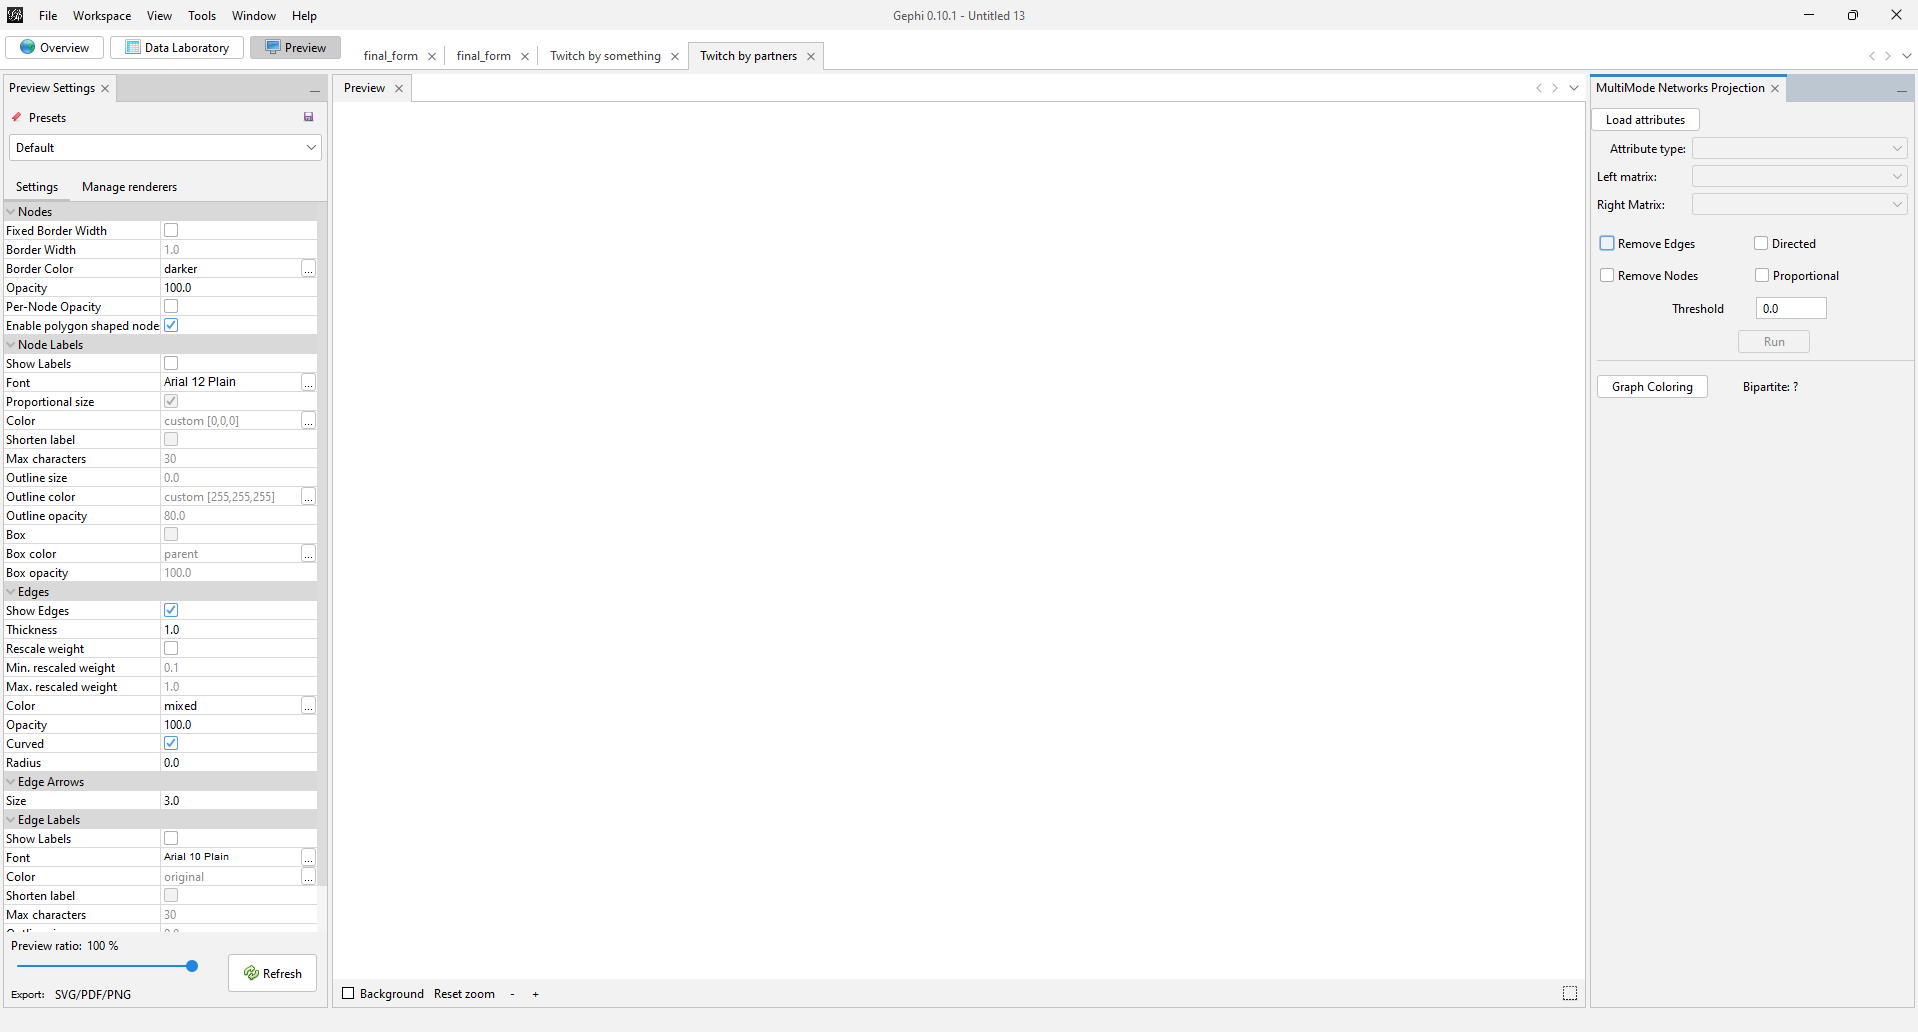 File Workspace View Tools Window Help
Gephi 0.10.1 - Untitled 13
Overview Data Laboratory Preview
final_form final_form Twitch by something Twitch by partners
Preview Settings
Presets
Default
Settings Manage renderers
Nodes
Fixed Border Width
Border Width 1.0
Border Color darker ...
Opacity 100.0
Per-Node Opacity
Enable polygon shaped node
Node Labels
Show Labels
Font Arial 12 Plain ...
Proportional size
Color custom [0,0,0] ...
Shorten label
Max characters 30
Outline size 0.0
Outline color custom [255,255,255] ...
Outline opacity 80.0
Box
Box color parent ...
Box opacity 100.0
Edges
Show Edges
Thickness 1.0
Rescale weight
Min. rescaled weight 0.1
Max. rescaled weight 1.0
Color mixed ...
Opacity 100.0
Curved
Radius 0.0
Edge Arrows
Size 3.0
Edge Labels
Show Labels
Font Arial 10 Plain ...
Color original ...
Shorten label
Max characters 30
Preview ratio: 100 %
Refresh
Export: SVG/PDF/PNG
Preview
Background Reset zoom - +
MultiMode Networks Projection
Load attributes
Attribute type:
Left matrix:
Right Matrix:
Remove Edges Directed
Remove Nodes Proportional
Threshold 0.0
Run
Graph Coloring Bipartite: ?